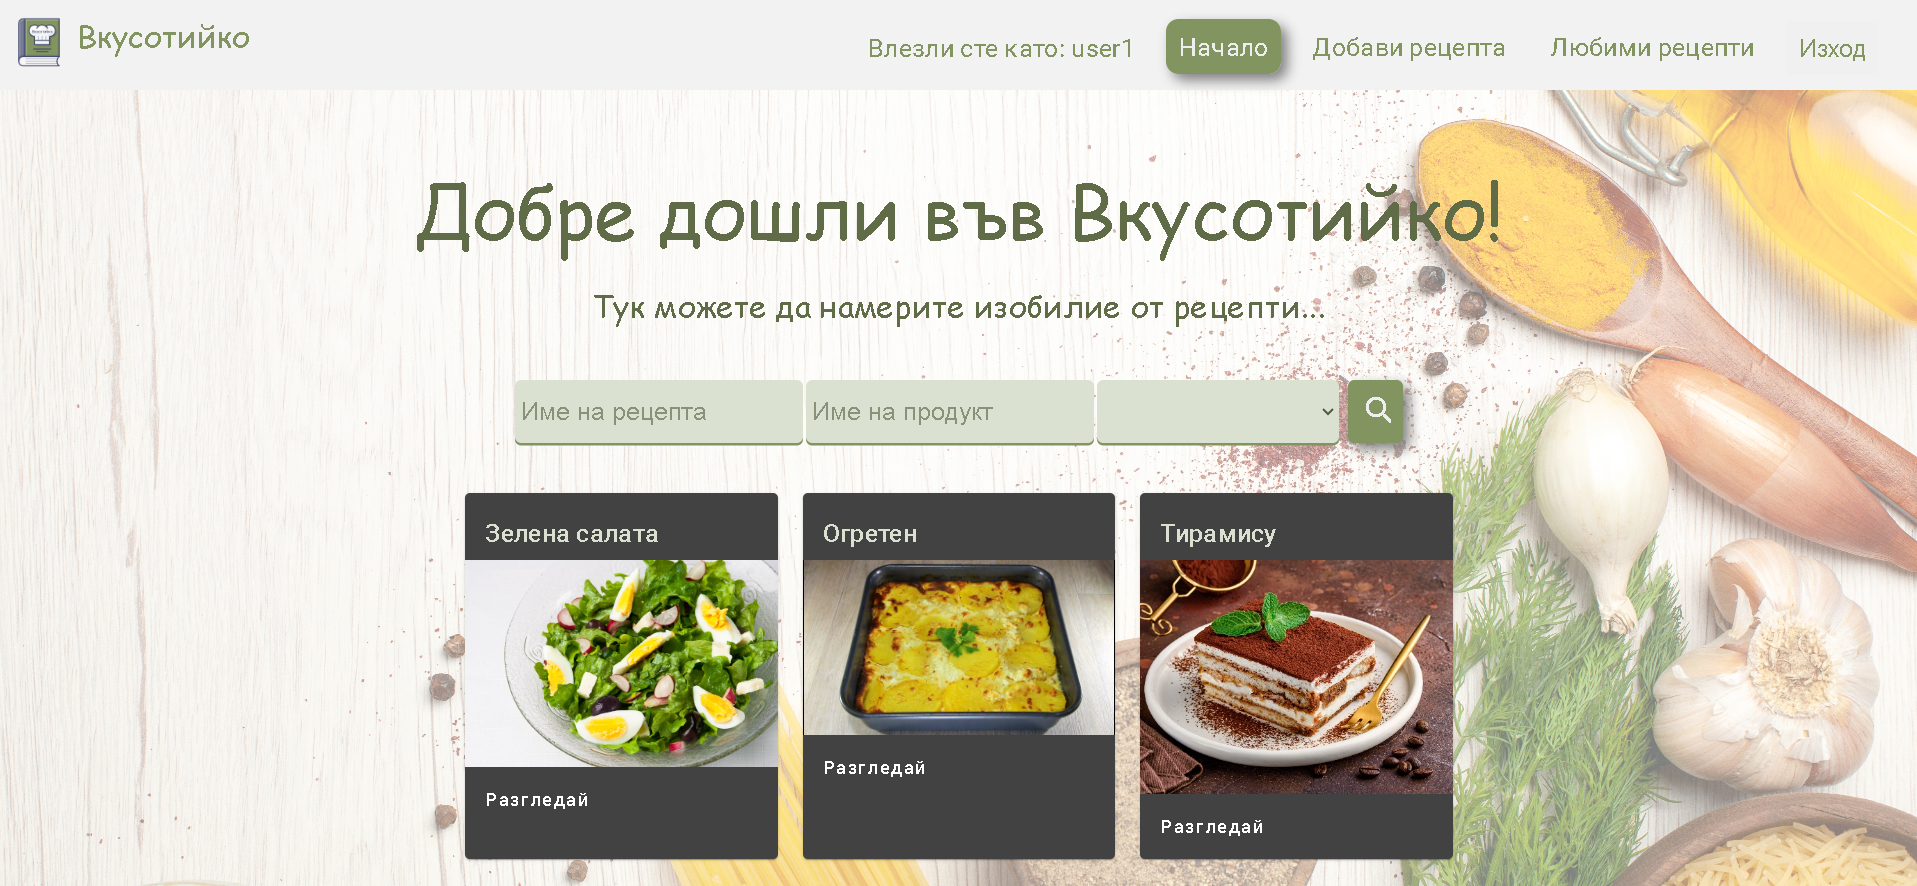 Вкусотийко
Влезли сте като: user1
Начало
Добави рецепта
Любими рецепти
Изход
Добре дошли във Вкусотийко!
Тук можете да намерите изобилие от рецепти...
Име на рецепта
Име на продукт
Зелена салата
Огретен
Тирамису
Разгледай
Разгледай
Разгледай